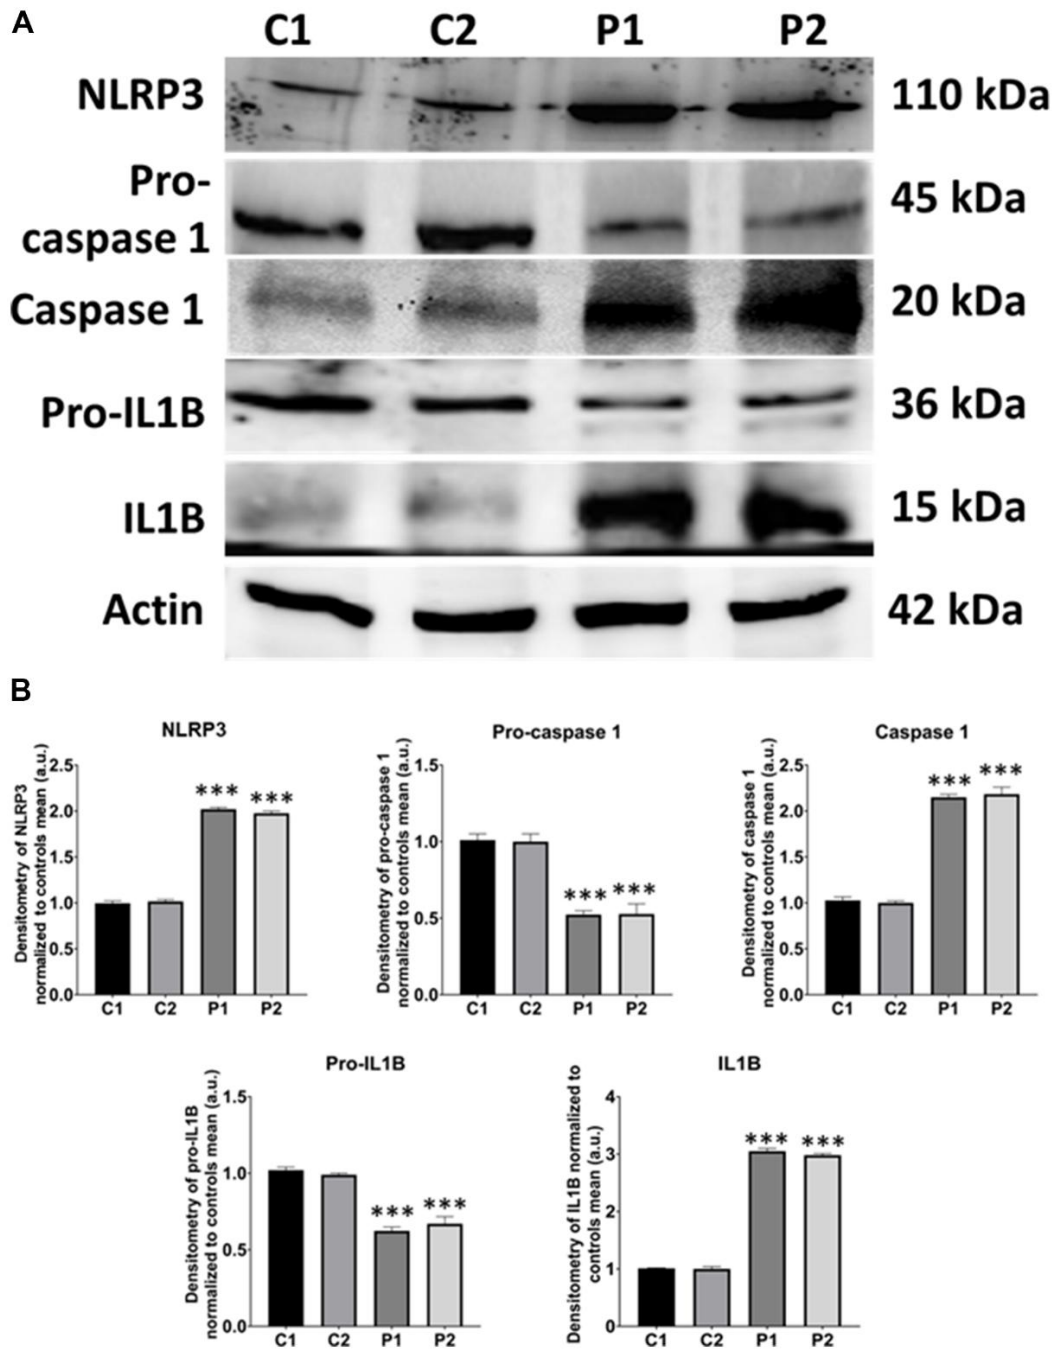 A
C1 C2 P1 P2
NLRP3 110 kDa
Pro-
caspase 1 45 kDa
Caspase 1 20 kDa
Pro-IL1B 36 kDa
IL1B 15 kDa
Actin 42 kDa
B
NLRP3
Densitometry of NLRP3
normalized to controls mean (a.u.)
2.5
2.0
1.5
1.0
0.5
0.0
*** ***
C1 C2 P1 P2
Pro-caspase 1
Densitometry of pro-caspase 1
normalized to controls mean (a.u.)
1.5
1.0
0.5
0.0
*** ***
C1 C2 P1 P2
Caspase 1
Densitometry of caspase 1
normalized to controls mean (a.u.)
2.5
2.0
1.5
1.0
0.5
0.0
*** ***
C1 C2 P1 P2
Pro-IL1B
Densitometry of pro-IL1B
normalized to controls mean (a.u.)
1.5
1.0
0.5
0.0
*** ***
C1 C2 P1 P2
IL1B
Densitometry of IL1B normalized to
controls mean (a.u.)
4
3
2
1
0
*** ***
C1 C2 P1 P2